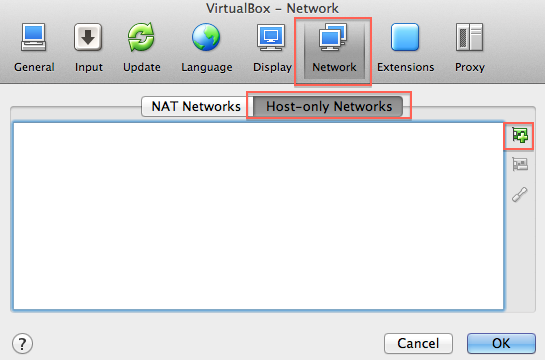 VirtualBox – Network
General Input Update Language Display Network Extensions Proxy
NAT Networks Host-only Networks
? Cancel OK